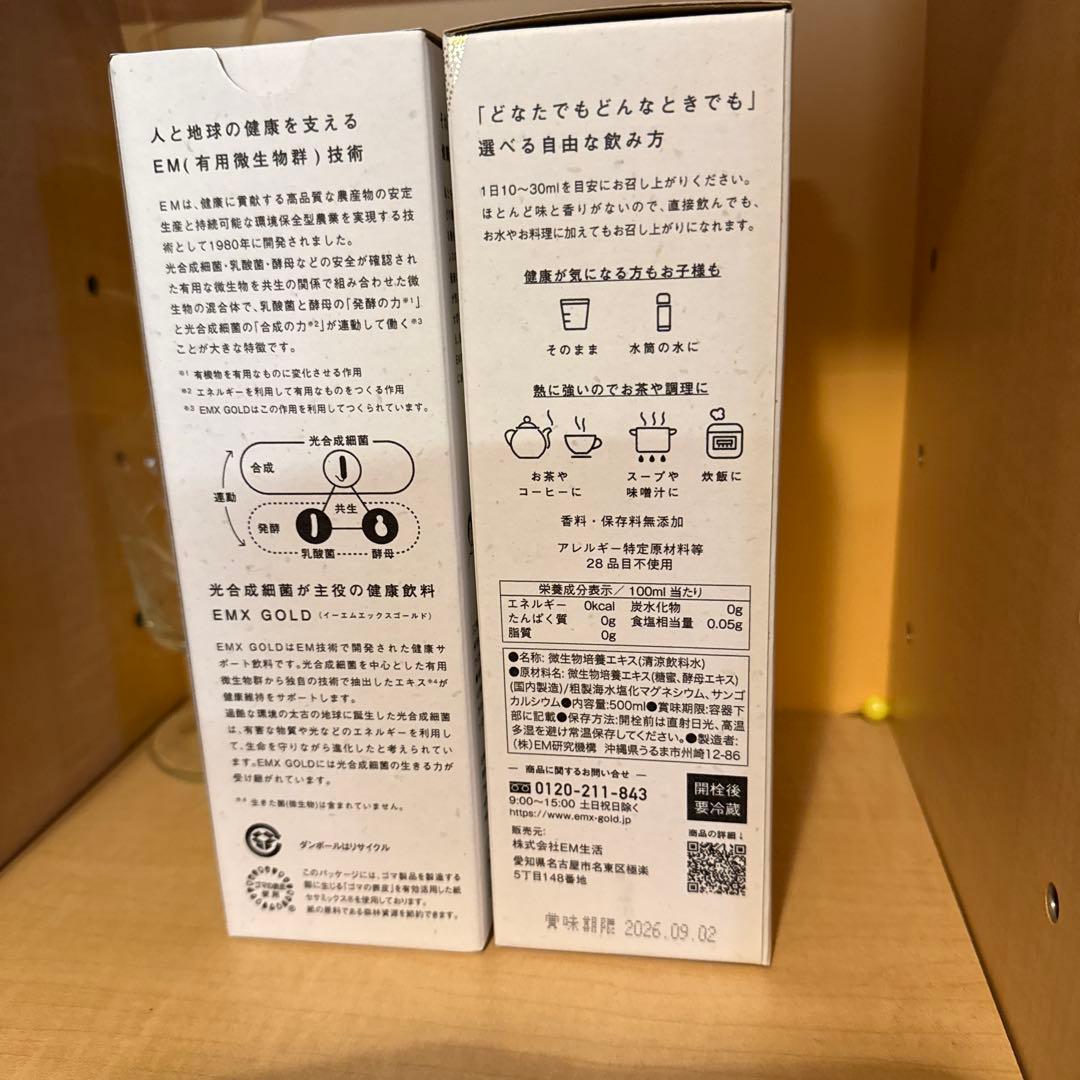 人と地球の健康を支える
EM(有用微生物群)技術
EMは、健康に貢献する高品質な農産物の安定
生産と持続可能な環境保全型農業を実現する技
術として1980年に開発されました。
光合成細菌・乳酸菌・酵母などの安全が確認され
た有用な微生物を共生の関係で組み合わせた微
生物の混合体で、乳酸菌と酵母の「発酵の力※1」
と光合成細菌の「合成の力※2」が連動して働く※3
ことが大きな特徴です。
※1 有機物を有用なものに変化させる作用
※2 エネルギーを利用して有用なものをつくる作用
※3 EMX GOLDはこの作用を利用してつくられています。
光合成細菌
合成
連動
共生
発酵
乳酸菌
酵母
光合成細菌が主役の健康飲料
EMX GOLD (イーエムエックスゴールド)
EMX GOLDはEM技術で開発された健康サ
ポート飲料です。光合成細菌を中心とした有用
微生物群から独自の技術で抽出したエキス※4が
健康維持をサポートします。
過酷な環境の太古の地球に誕生した光合成細菌
は、有害な物質や光などのエネルギーを利用し
て、生命を守りながら進化したと考えられていま
す。EMX GOLDには光合成細菌の生きる力が
受け継がれています。
※4 生きた菌(微生物)は含まれていません。
ダンボールはリサイクル
このパッケージには、ゴマ製品を製造する
際に生じる「ゴマの鞘皮」を有効活用した紙
セサミックス®を使用しております。
紙の原料である森林資源を節約できます。
「どなたでもどんなときでも」
選べる自由な飲み方
1日10〜30mlを目安にお召し上がりください。
ほとんど味と香りがないので、直接飲んでも、
お水やお料理に加えてもお召し上がりになれます。
健康が気になる方もお子様も
そのまま
水筒の水に
熱に強いのでお茶や調理に
お茶や
コーヒーに
スープや
味噌汁に
炊飯に
香料・保存料無添加
アレルギー特定原材料等
28品目不使用
栄養成分表示／100ml当たり
エネルギー 0kcal 炭水化物 0g
たんぱく質 0g 食塩相当量 0.05g
脂質 0g
●名称: 微生物培養エキス(清涼飲料水)
●原材料名: 微生物培養エキス(糖蜜、酵母エキス)
(国内製造)/粗製海水塩化マグネシウム、サンゴ
カルシウム●内容量:500ml●賞味期限:容器下
部に記載●保存方法:開栓前は直射日光、高温
多湿を避け常温保存してください。●製造者:
(株)EM研究機構 沖縄県うるま市州崎12-86
商品に関するお問い合せ
0120-211-843
9:00〜15:00 土日祝日除く
https://www.emx-gold.jp
開栓後
要冷蔵
販売元:
株式会社EM生活
愛知県名古屋市名東区極楽
5丁目148番地
商品の詳細↓
賞味期限 2026.09.02